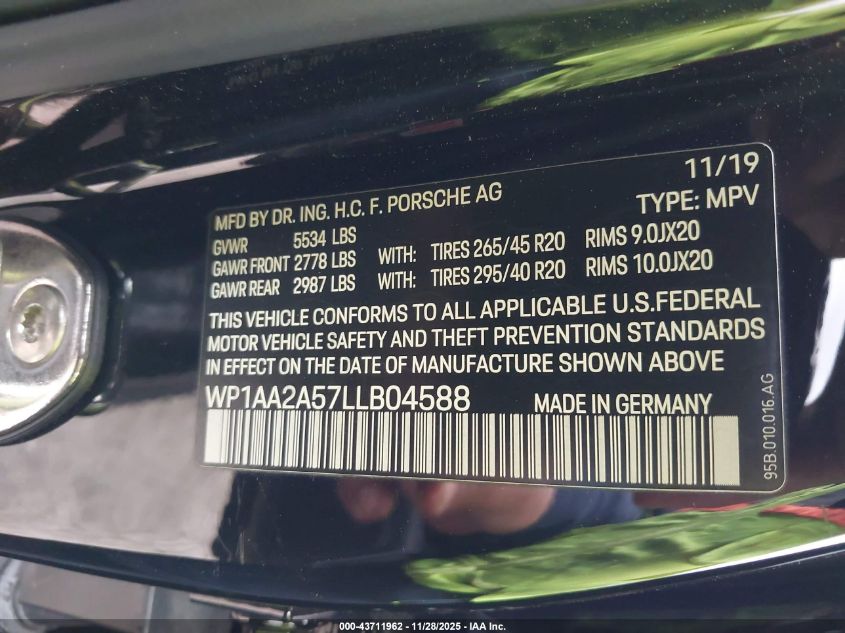 11/19
MFD BY DR. ING. H.C. F. PORSCHE AG TYPE: MPV
GVWR 5534 LBS
GAWR FRONT 2778 LBS WITH: TIRES 265/45 R20 RIMS 9.0JX20
GAWR REAR 2987 LBS WITH: TIRES 295/40 R20 RIMS 10.0JX20
THIS VEHICLE CONFORMS TO ALL APPLICABLE U.S.FEDERAL
MOTOR VEHICLE SAFETY AND THEFT PREVENTION STANDARDS
IN EFFECT ON THE DATE OF MANUFACTURE SHOWN ABOVE
WP1AA2A57LLB04588 MADE IN GERMANY
95B.010.016.AG
000-43711962 • 11/28/2025 • IAA Inc.